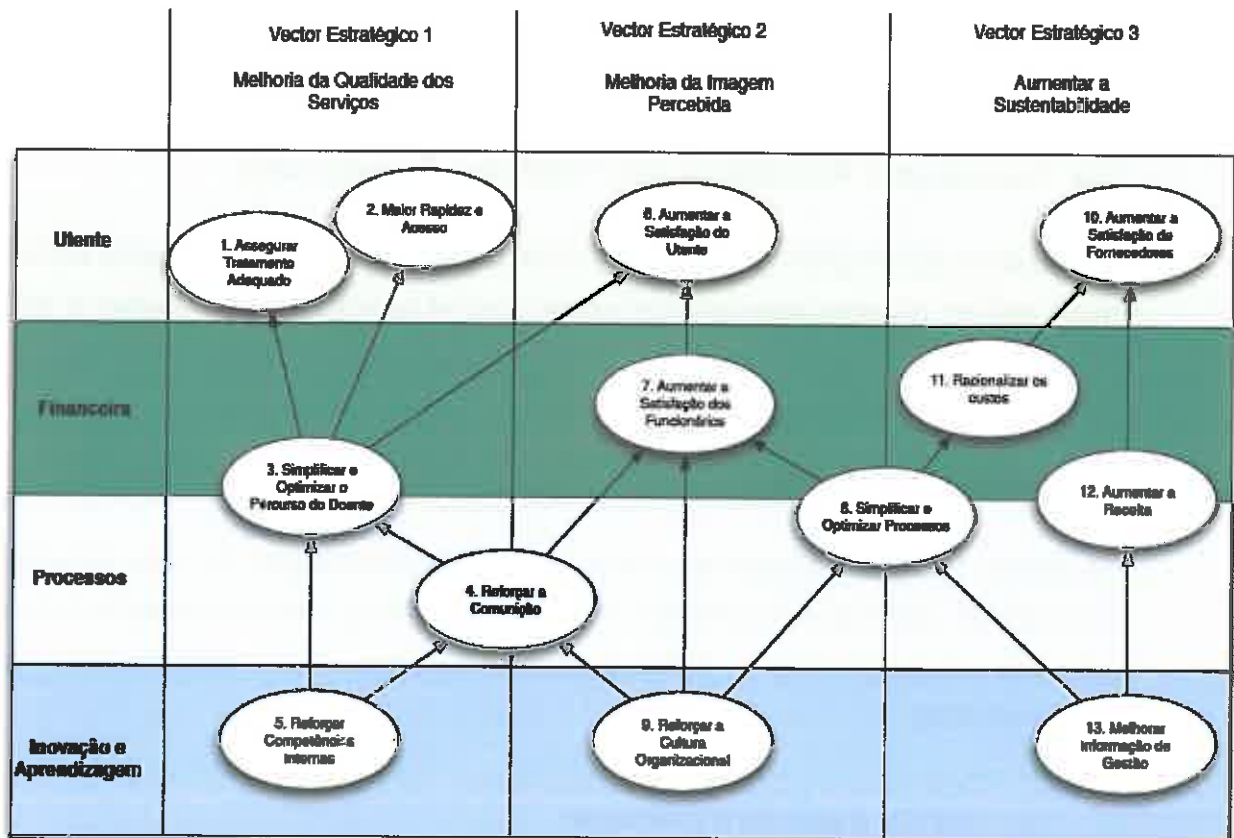 Vector Estratégico 1
Melhoria da Qualidade dos
Serviços
Vector Estratégico 2
Melhoria da Imagem
Percebida
Vector Estratégico 3
Aumentar a
Sustentabilidade
Utente
1. Assegurar
Tratamento
Adequado
2. Maior Rapidez e
Acesso
6. Aumentar a
Satisfação do
Utente
10. Aumentar a
Satisfação de
Fornecedores
Financeira
3. Simplificar e
Optimizar o
Percurso do Doente
7. Aumentar a
Satisfação dos
Funcionários
11. Racionalizar os
custos
12. Aumentar a
Receita
Processos
4. Reforçar a
Comunição
8. Simplificar e
Optimizar Processos
Inovação e
Aprendizagem
5. Reforçar
Competências
Internas
9. Reforçar a
Cultura
Organizacional
13. Melhorar
Informação de
Gestão